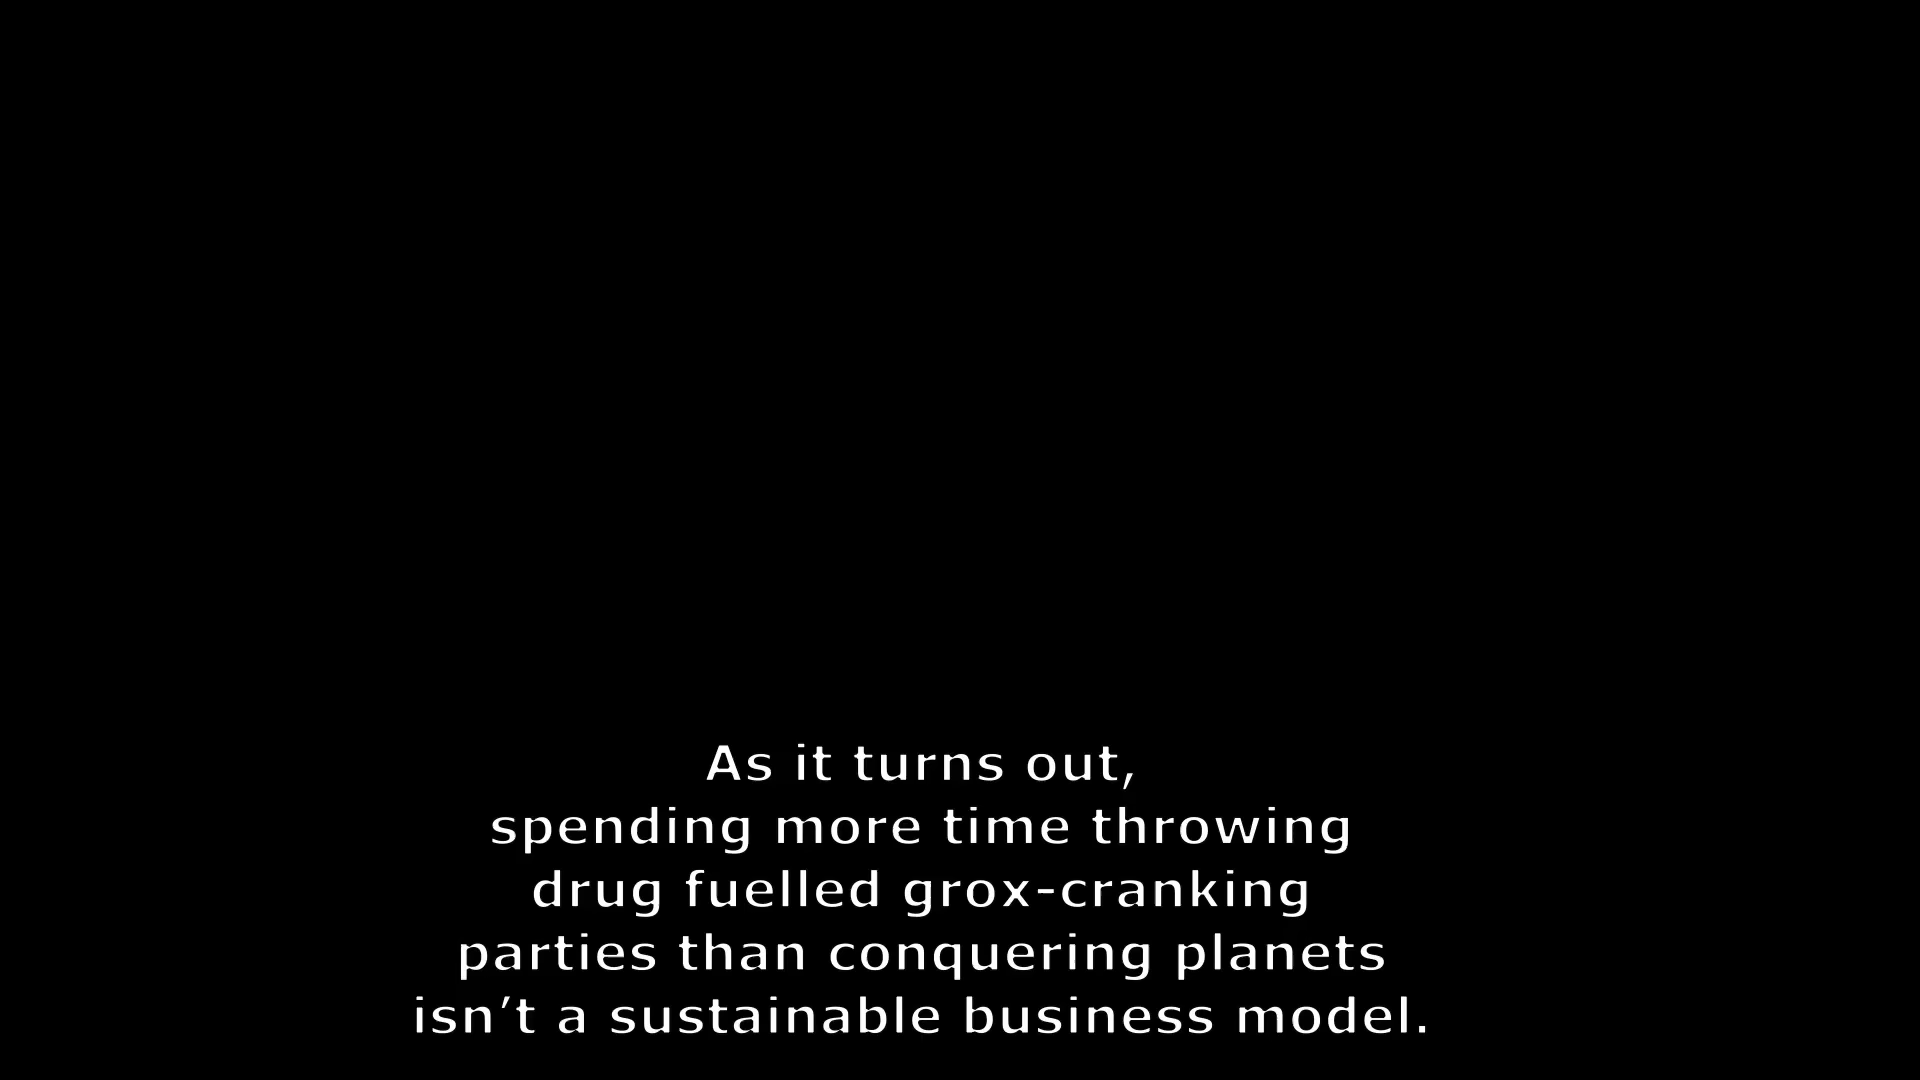 As it turns out,
spending more time throwing
drug fuelled grox-cranking
parties than conquering planets
isn’t a sustainable business model.